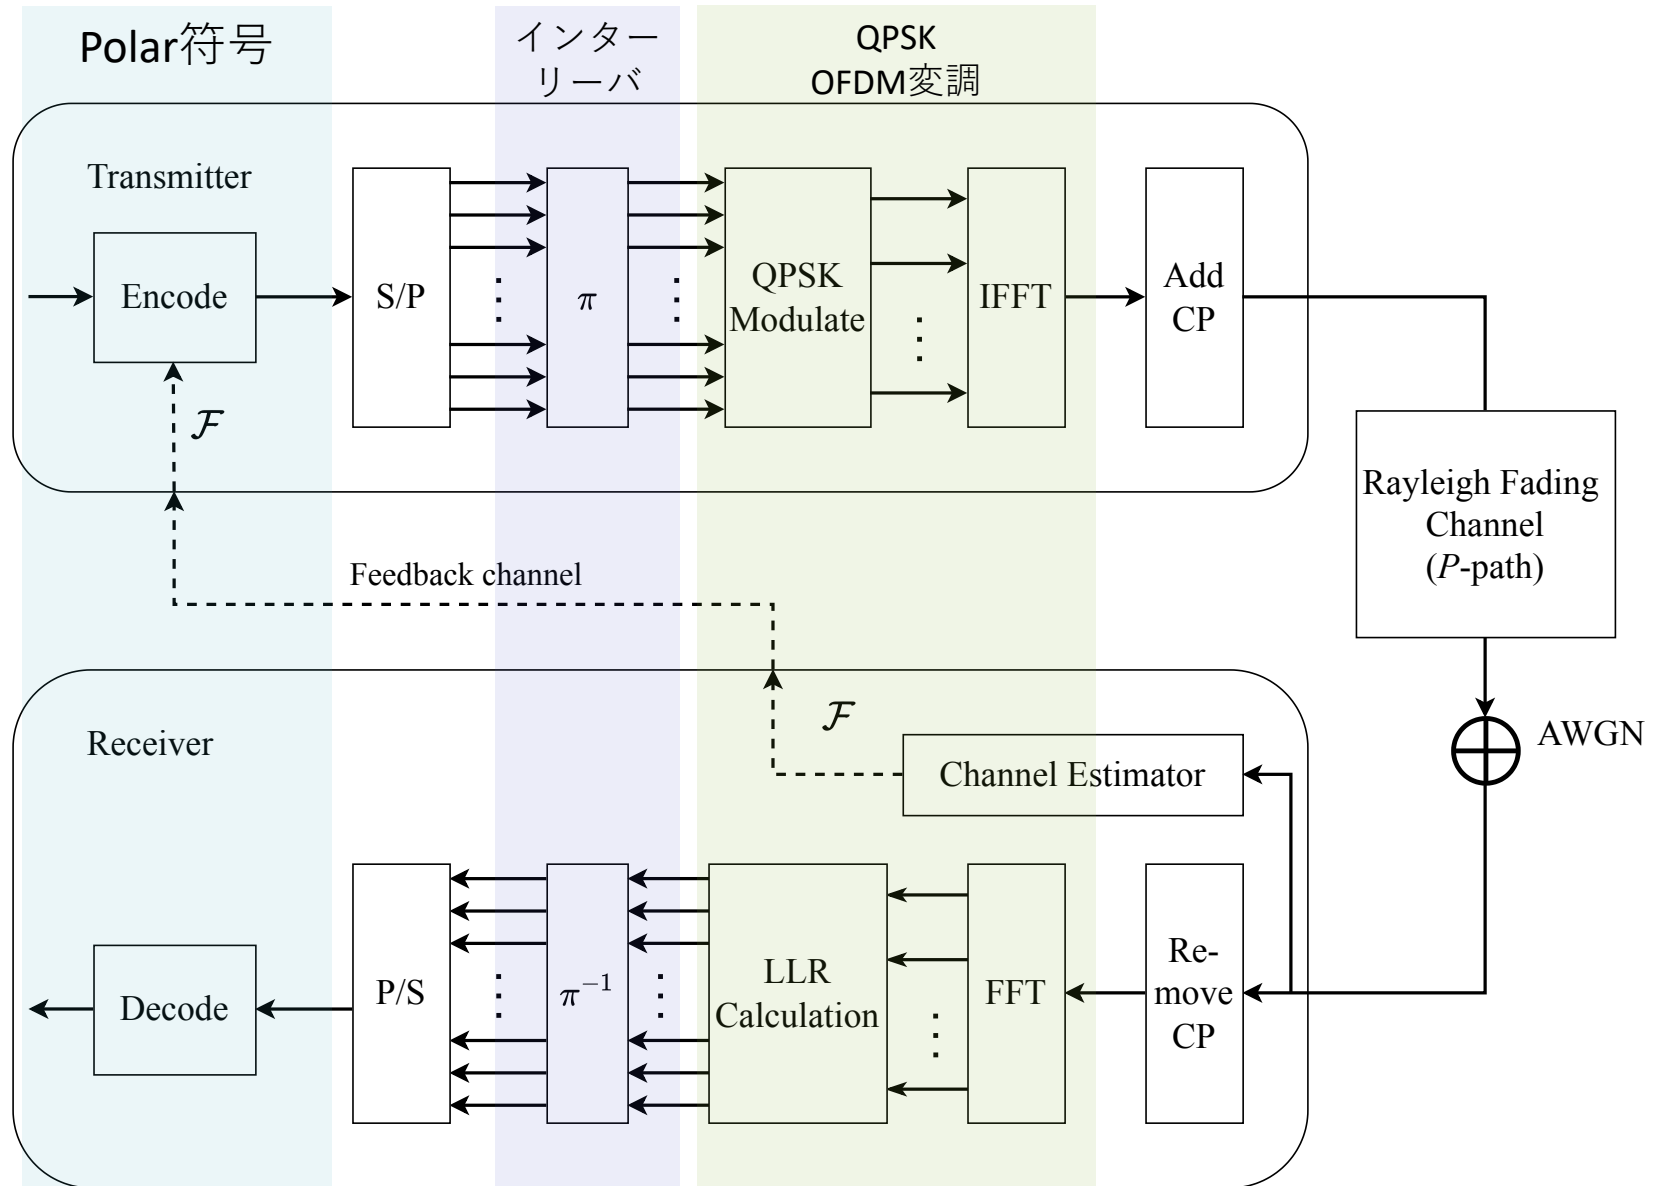 Polar符号
インター
リーバ
QPSK
OFDM変調
Transmitter
Encode
S/P
π
QPSK
Modulate
IFFT
Add
CP
ℱ
Rayleigh Fading
Channel
(P-path)
Feedback channel
AWGN
Receiver
ℱ
Channel Estimator
Decode
P/S
π⁻¹
LLR
Calculation
FFT
Re-
move
CP